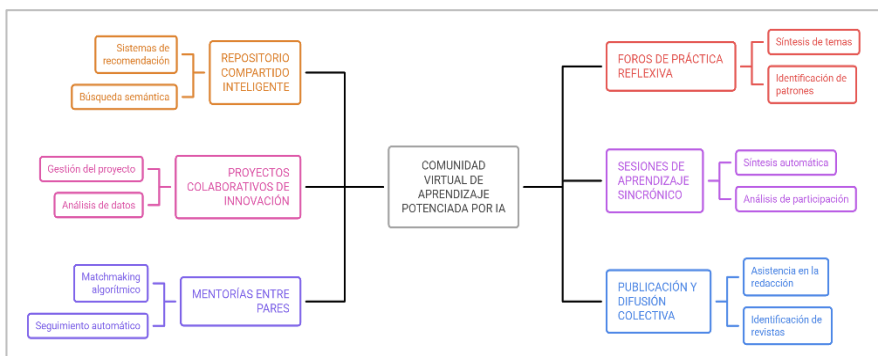 Sistemas de
recomendación
Búsqueda semántica
REPOSITORIO
COMPARTIDO
INTELIGENTE
Gestión del proyecto
Análisis de datos
PROYECTOS
COLABORATIVOS DE
INNOVACIÓN
Matchmaking
algorítmico
Seguimiento automático
MENTORÍAS ENTRE
PARES
COMUNIDAD
VIRTUAL DE
APRENDIZAJE
POTENCIADA POR IA
FOROS DE PRÁCTICA
REFLEXIVA
Síntesis de temas
Identificación de
patrones
SESIONES DE
APRENDIZAJE
SINCRÓNICO
Síntesis automática
Análisis de participación
PUBLICACIÓN Y
DIFUSIÓN
COLECTIVA
Asistencia en la
redacción
Identificación de
revistas